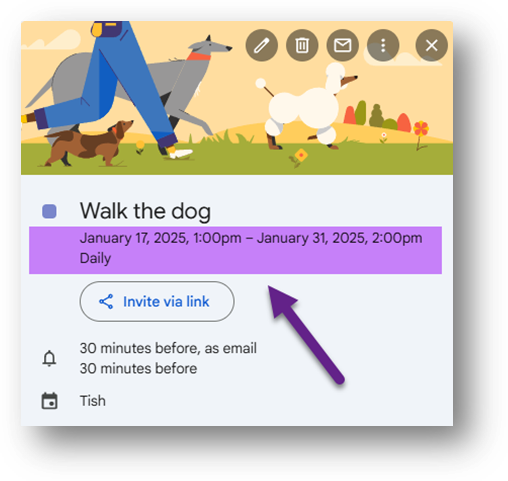 Walk the dog
January 17, 2025, 1:00pm – January 31, 2025, 2:00pm
Daily
Invite via link
30 minutes before, as email
30 minutes before
Tish